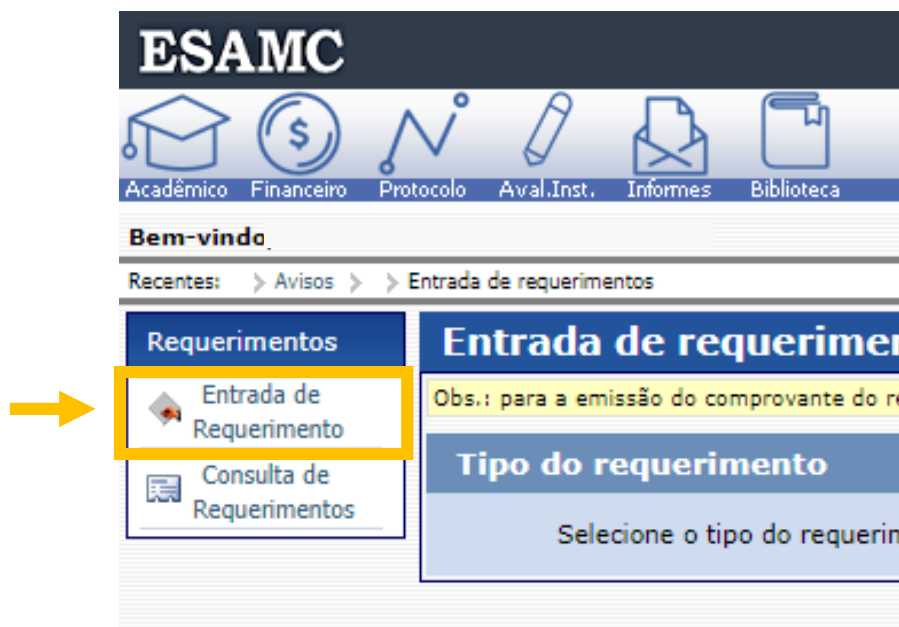 ESAMC
Acadêmico Financeiro Protocolo Aval.Inst. Informes Biblioteca
Bem-vindo
Recentes: > Avisos > > Entrada de requerimentos
Requerimentos
Entrada de
Requerimento
Consulta de
Requerimentos
Entrada de requerime
Obs.: para a emissão do comprovante do r
Tipo do requerimento
Selecione o tipo do requeri